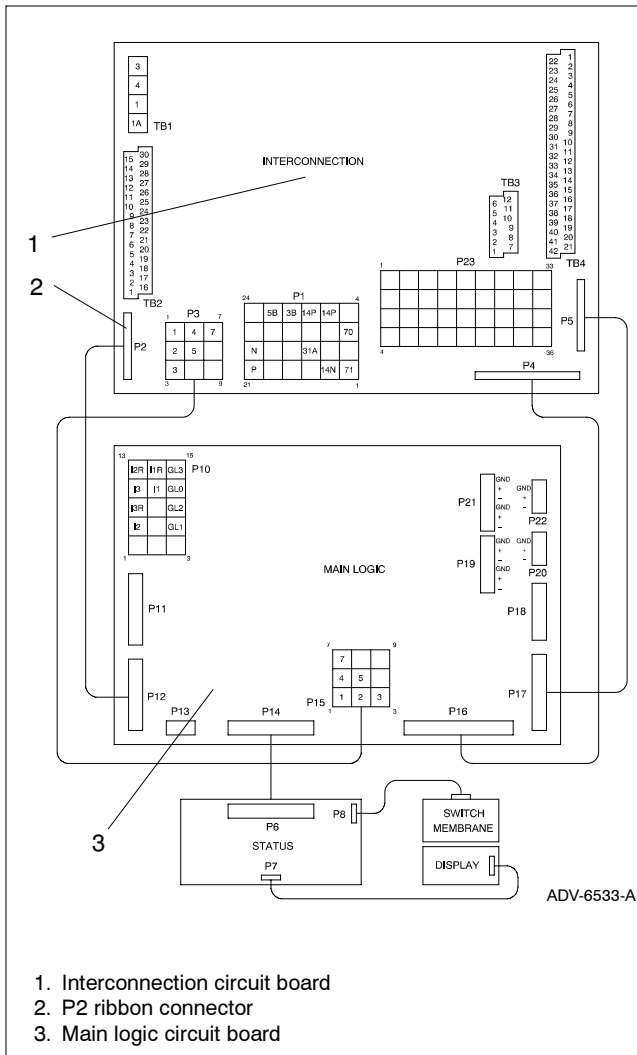 3
4
1
1A
TB1
15 30
14 29
13 28
12 27
11 26
10 25
9 24
8 23
7 22
6 21
5 20
4 19
3 18
2 17
1 16
TB2
INTERCONNECTION
22 1
23 2
24 3
25 4
26 5
27 6
28 7
29 8
30 9
31 10
32 11
33 12
34 13
35 14
36 15
37 16
38 17
39 18
40 19
41 20
42 21
TB4
TB3
6 12
5 11
4 10
3 9
2 8
1 7
1
2
P2
P3
1 7
1 4 7
2 5
3
3 9
P1
24 4
5B 3B 14P 14P
70
N 31A
P 14N 71
21 1
P23
1 33
4 36
P5
P4
13 15
I2R I1R GL3
I3 I1 GL0
I3R GL2
I2 GL1
1 3
P10
MAIN LOGIC
P21
GND
+
-
GND
+
-
GND
+
-
P22
P19
GND
+
-
GND
+
-
GND
+
-
P20
P11
P18
P12
P13
P14
P15
7 9
7
4 5
1 2 3
1 3
P16
P17
3
P6
P8
STATUS
P7
SWITCH
MEMBRANE
DISPLAY
ADV-6533-A
1. Interconnection circuit board
2. P2 ribbon connector
3. Main logic circuit board